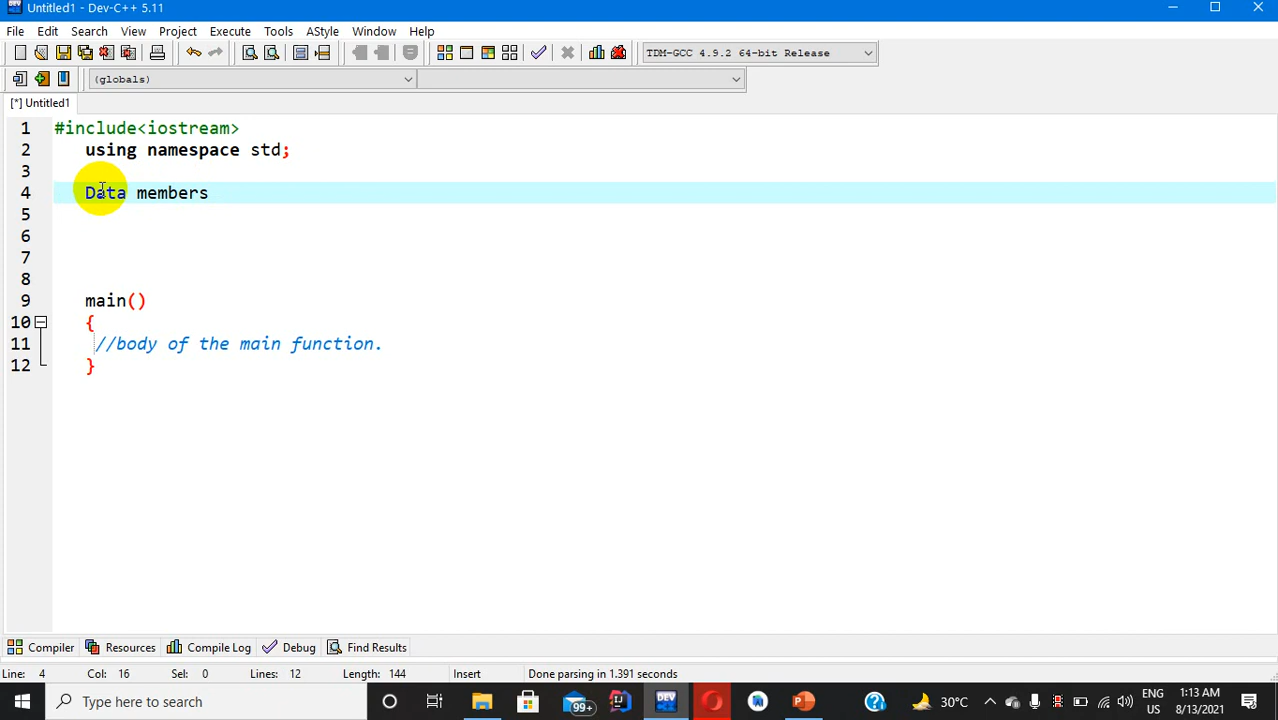 Untitled1 - Dev-C++ 5.11
File Edit Search View Project Execute Tools AStyle Window Help
TDM-GCC 4.9.2 64-bit Release
(globals)
[*] Untitled1
1 #include<iostream>
2 using namespace std;
3
4 Data members
5
6
7
8
9 main()
10 {
11 //body of the main function.
12 }
Compiler Resources Compile Log Debug Find Results
Line: 4 Col: 16 Sel: 0 Lines: 12 Length: 144 Insert Done parsing in 1.391 seconds
Type here to search 99+ DEV 30°C ENG US 1:13 AM 8/13/2021